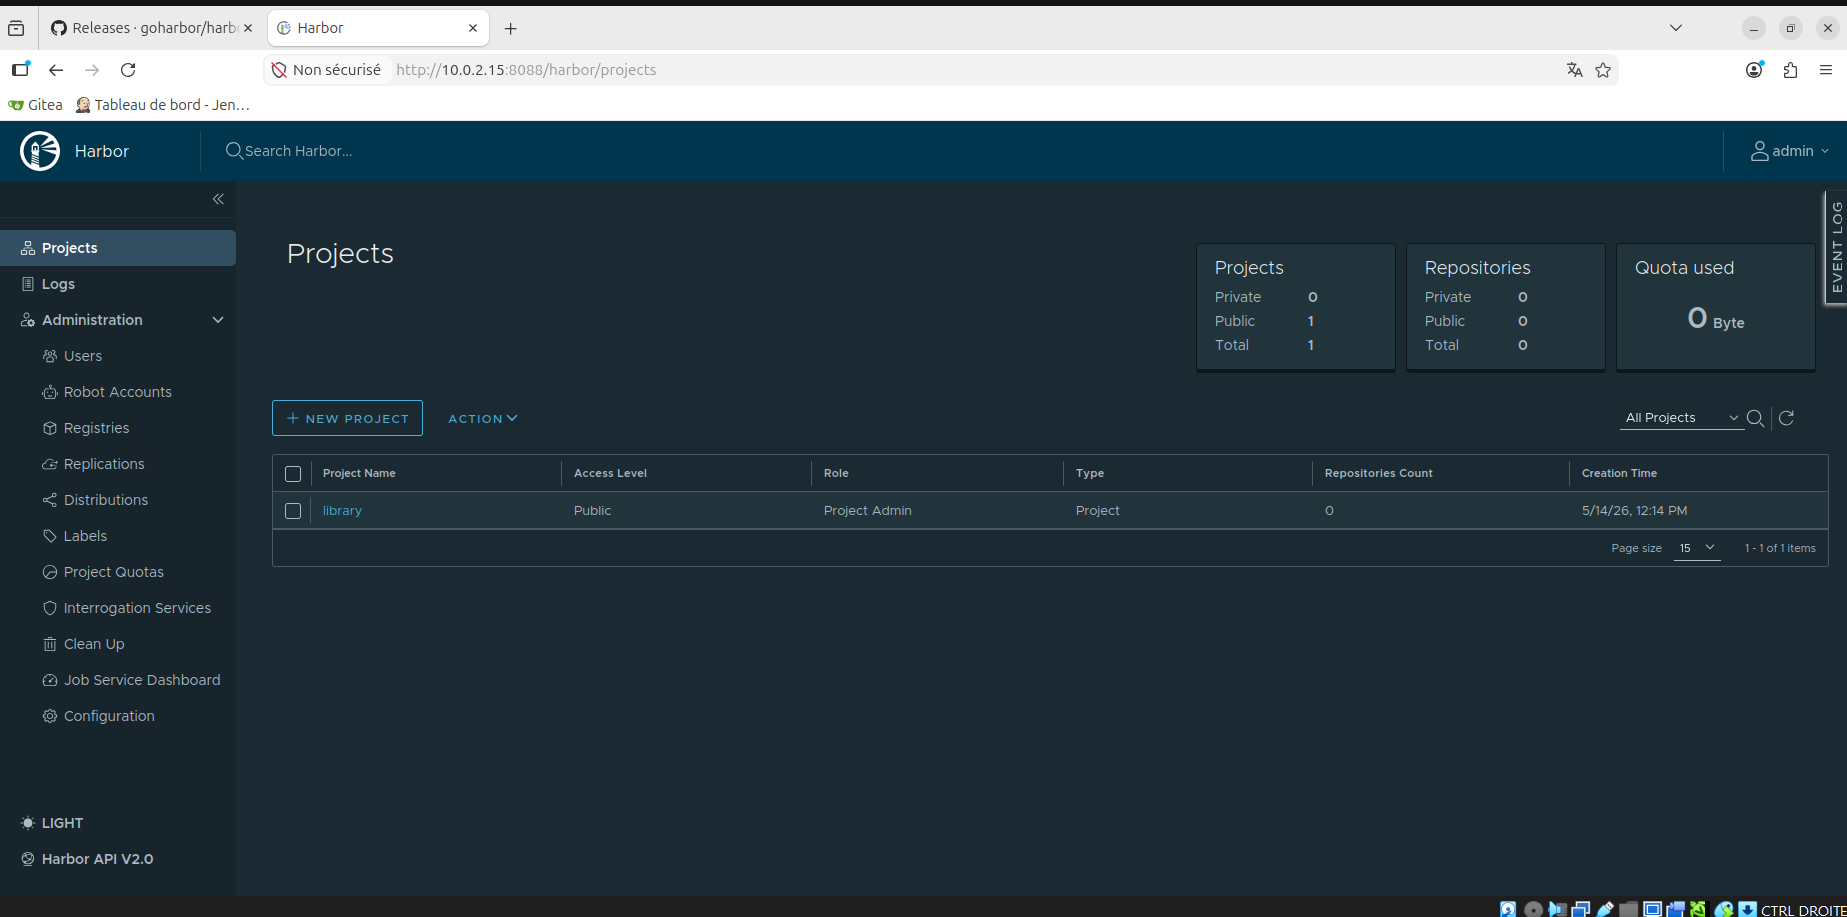 Releases · goharbor/harb
Harbor
Non sécurisé
http://10.0.2.15:8088/harbor/projects
Gitea
Tableau de bord - Jen…
Harbor
Search Harbor...
admin
Projects
Logs
Administration
Users
Robot Accounts
Registries
Replications
Distributions
Labels
Project Quotas
Interrogation Services
Clean Up
Job Service Dashboard
Configuration
LIGHT
Harbor API V2.0
Projects
Projects
Private 0
Public 1
Total 1
Repositories
Private 0
Public 0
Total 0
Quota used
0 Byte
EVENT LOG
NEW PROJECT
ACTION
All Projects
Project Name Access Level Role Type Repositories Count Creation Time
library Public Project Admin Project 0 5/14/26, 12:14 PM
Page size 15 1 - 1 of 1 items
CTRL DROITE